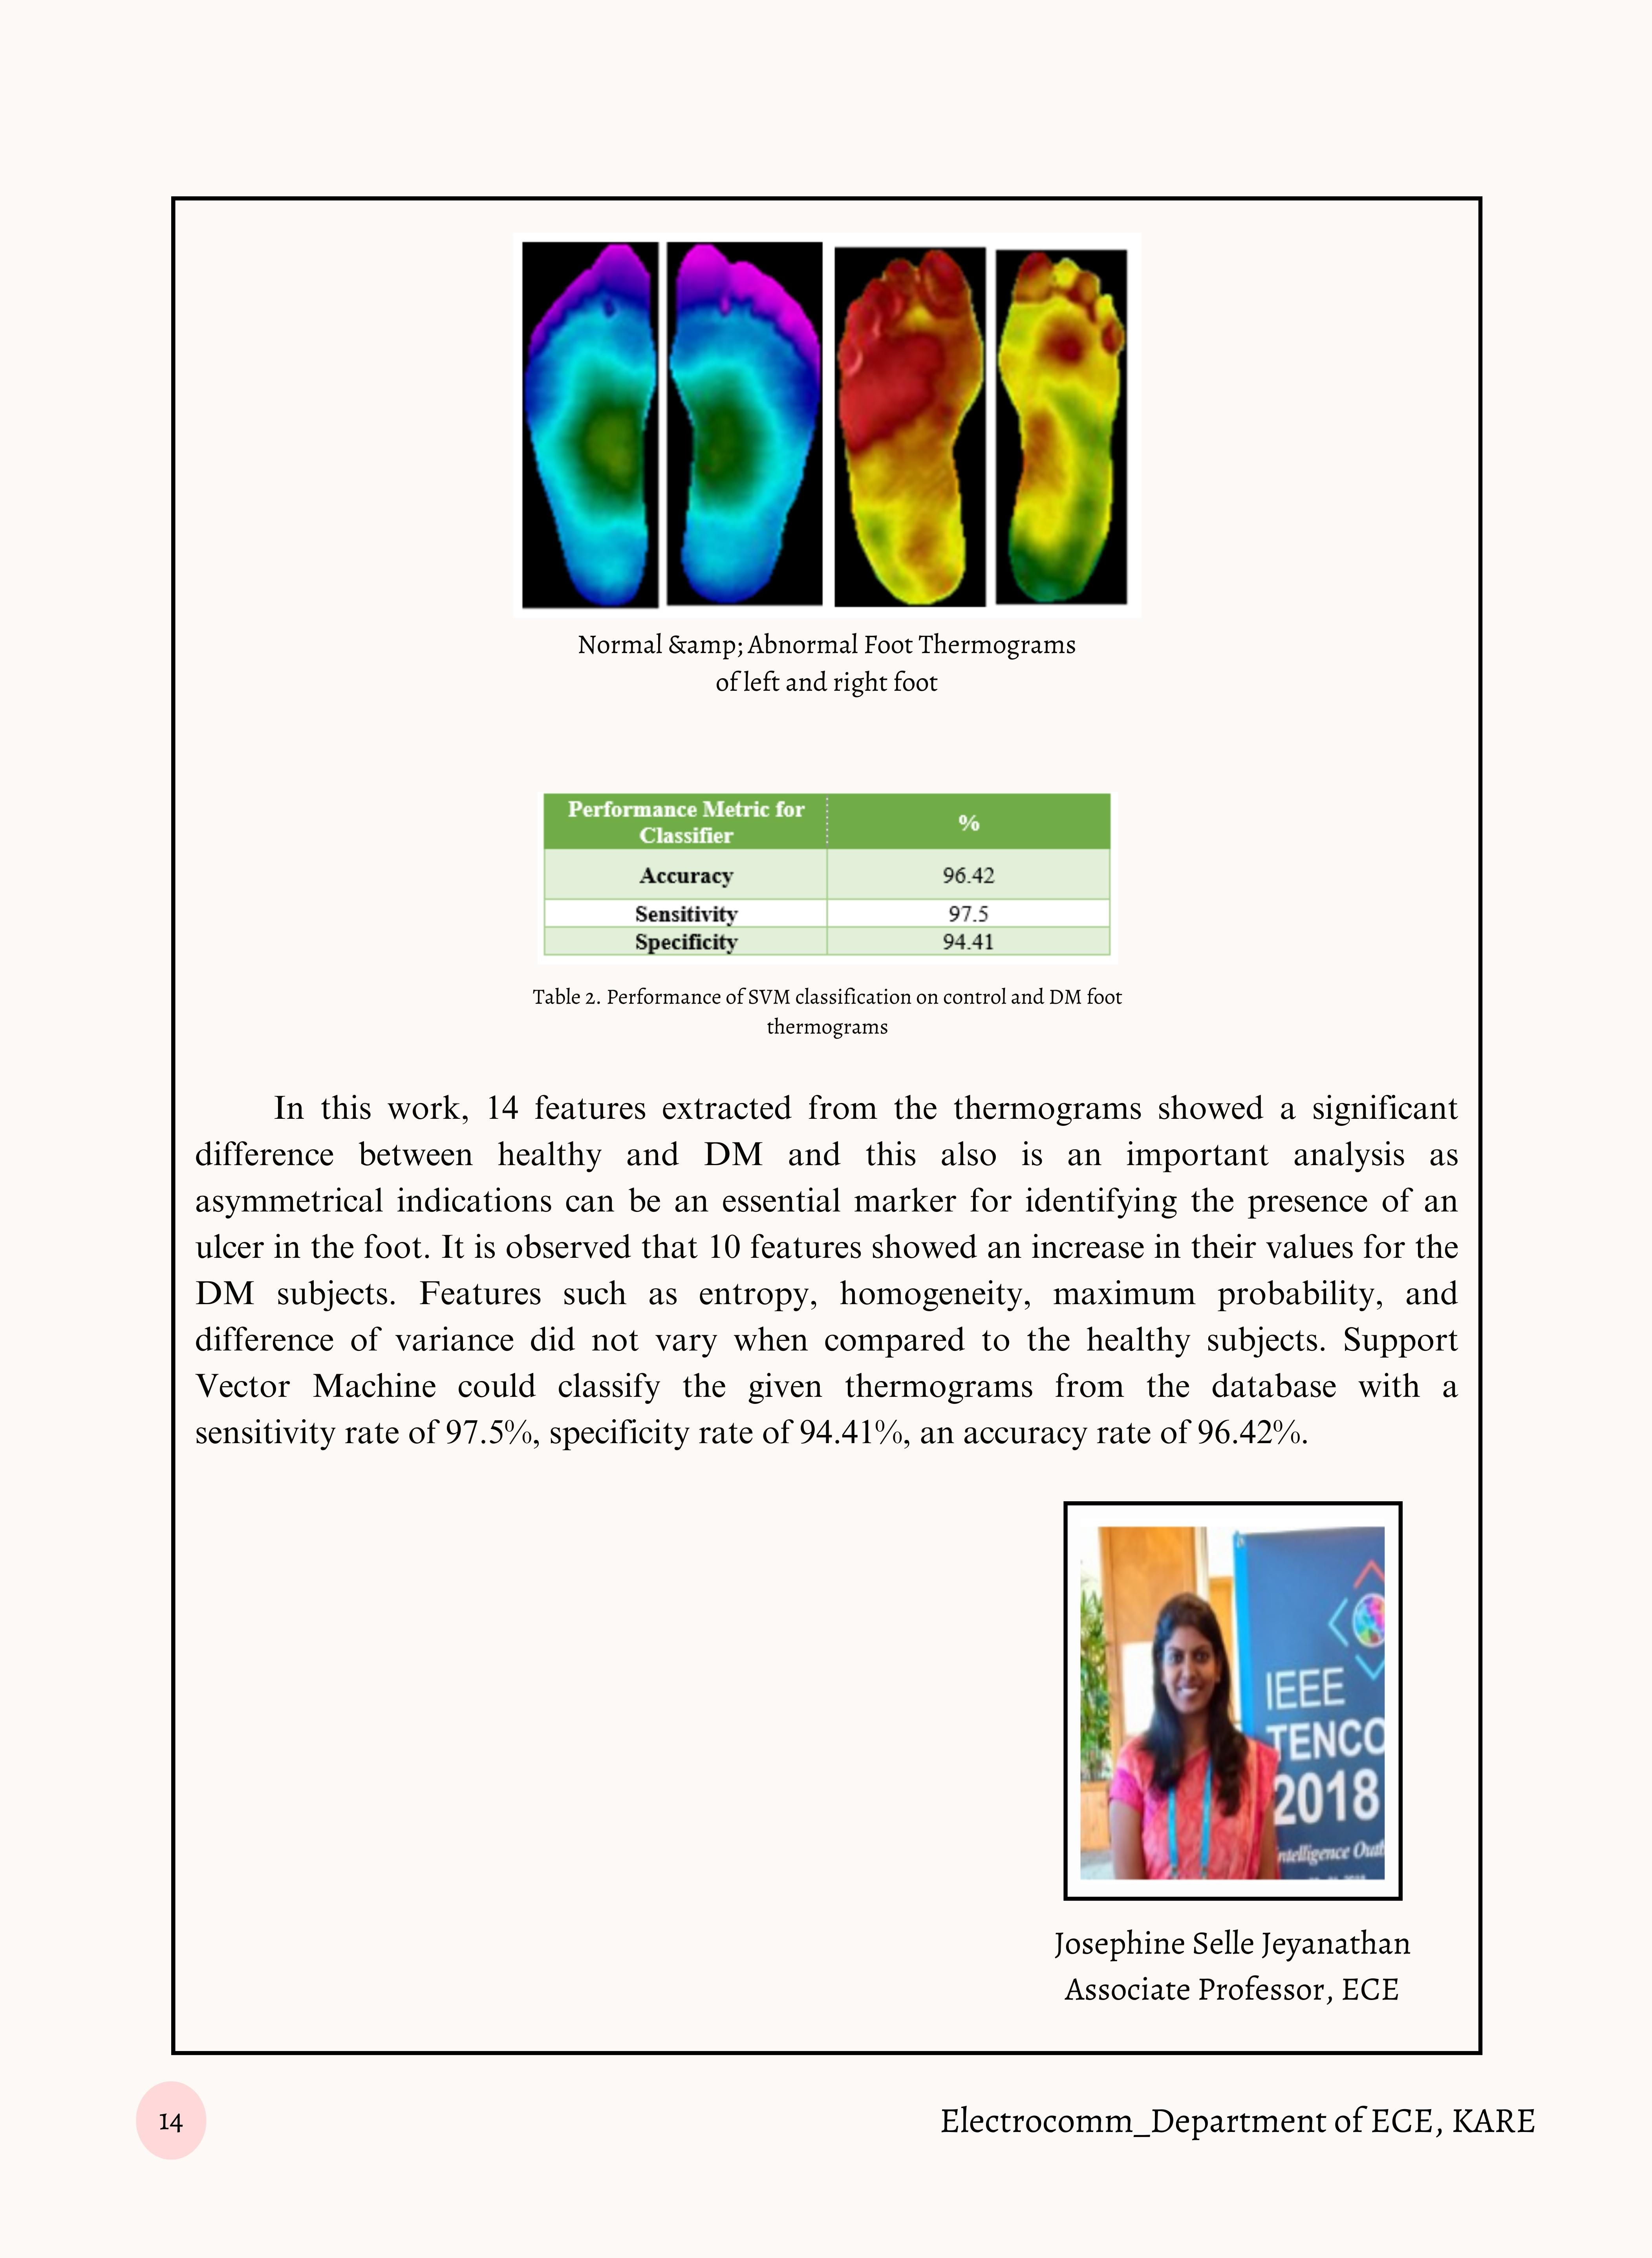 Normal &amp; Abnormal Foot Thermograms
of left and right foot
Performance Metric for
Classifier
%
Accuracy 96.42
Sensitivity 97.5
Specificity 94.41
Table 2. Performance of SVM classification on control and DM foot
thermograms
In this work, 14 features extracted from the thermograms showed a significant
difference between healthy and DM and this also is an important analysis as
asymmetrical indications can be an essential marker for identifying the presence of an
ulcer in the foot. It is observed that 10 features showed an increase in their values for the
DM subjects. Features such as entropy, homogeneity, maximum probability, and
difference of variance did not vary when compared to the healthy subjects. Support
Vector Machine could classify the given thermograms from the database with a
sensitivity rate of 97.5%, specificity rate of 94.41%, an accuracy rate of 96.42%.
IEEE
TENCO
2018
ntelligence Out
Josephine Selle Jeyanathan
Associate Professor, ECE
14
Electrocomm_Department of ECE, KARE